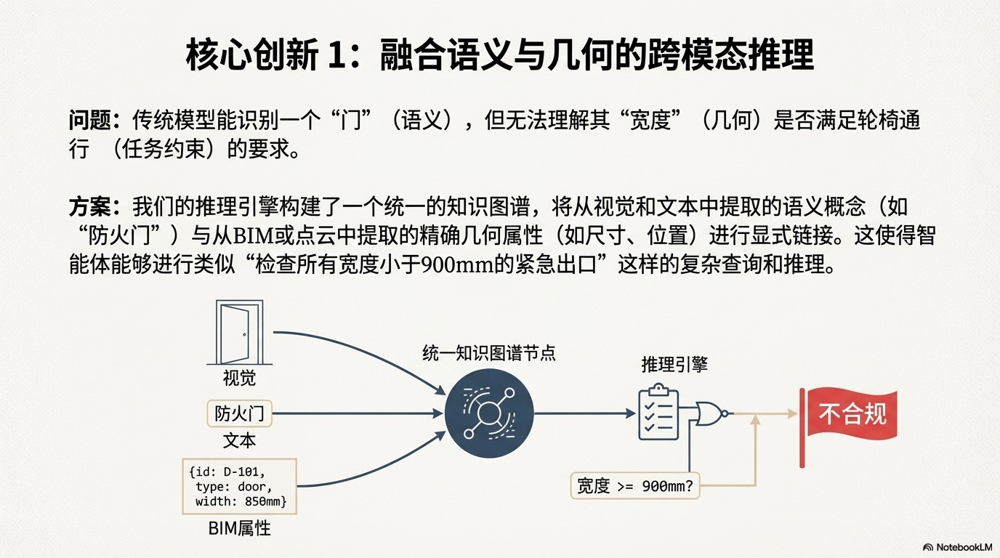 核心创新 1：融合语义与几何的跨模态推理
问题：传统模型能识别一个“门”（语义），但无法理解其“宽度”（几何）是否满足轮椅通
行 （任务约束）的要求。
方案：我们的推理引擎构建了一个统一的知识图谱，将从视觉和文本中提取的语义概念（如
“防火门”）与从BIM或点云中提取的精确几何属性（如尺寸、位置）进行显式链接。这使得智
能体能够进行类似“检查所有宽度小于900mm的紧急出口”这样的复杂查询和推理。
视觉
防火门
文本
{id: D-101,
type: door,
width: 850mm}
BIM属性
统一知识图谱节点
推理引擎
宽度 >= 900mm?
不合规
NotebookLM